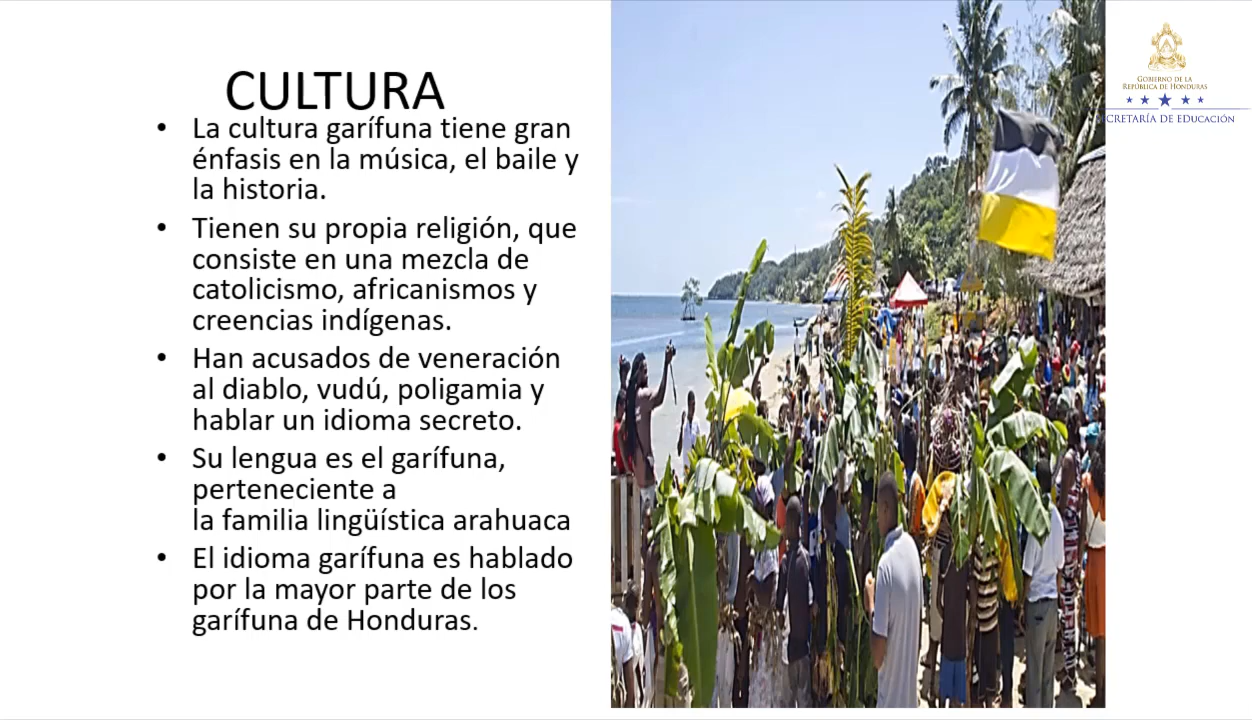 CULTURA
• La cultura garífuna tiene gran
énfasis en la música, el baile y
la historia.
• Tienen su propia religión, que
consiste en una mezcla de
catolicismo, africanismos y
creencias indígenas.
• Han acusados de veneración
al diablo, vudú, poligamia y
hablar un idioma secreto.
• Su lengua es el garífuna,
perteneciente a
la familia lingüística arahuaca
• El idioma garífuna es hablado
por la mayor parte de los
garífuna de Honduras.
GOBIERNO DE LA
REPÚBLICA DE HONDURAS
CRETARÍA DE EDUCACIÓN